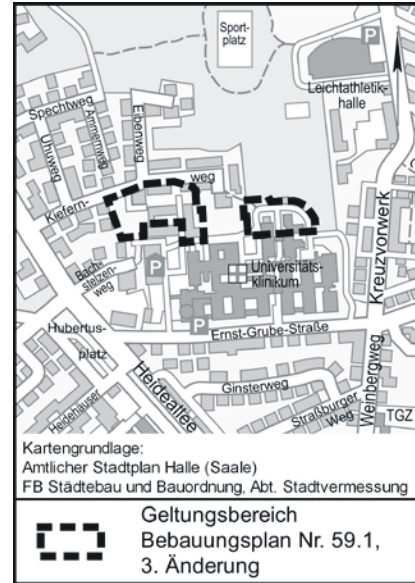 Sport-
platz
P
Leichtathletik-
halle
Spechtweg
Ammernweg
Eibenweg
Uhuweg
Kiefern-
weg
Kreuzvorwerk
Bach-
stelzen-
weg
P
Universitäts-
klinikum
P
Hubertus-
platz
Ernst-Grube-Straße
Heideallee
Ginsterweg
Weinbergweg
Heidehäuser
Straßburger
Weg
TGZ
Kartengrundlage:
Amtlicher Stadtplan Halle (Saale)
FB Städtebau und Bauordnung, Abt. Stadtvermessung
Geltungsbereich
Bebauungsplan Nr. 59.1,
3. Änderung